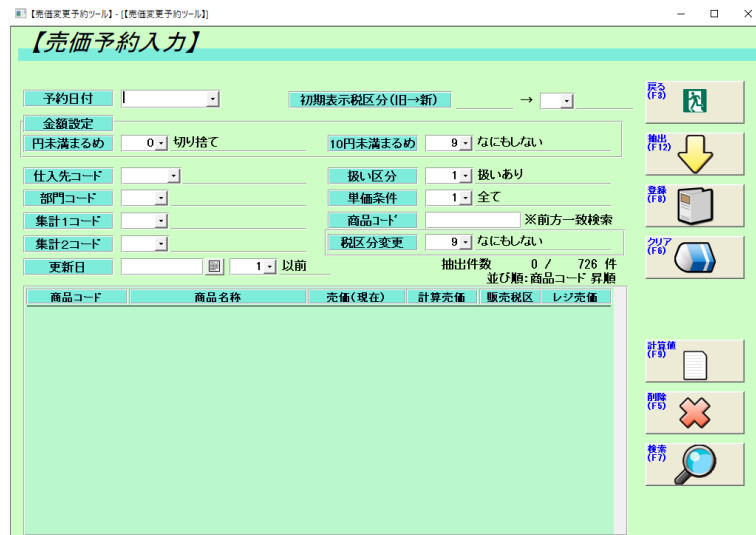 【売価変更予約ツール】 - [【売価変更予約ツール】]
【売価予約入力】
予約日付 初期表示税区分(旧→新) →
金額設定
円未満まるめ 0 切り捨て 10円未満まるめ 9 なにもしない
仕入先コード 扱い区分 1 扱いあり
部門コード 単価条件 1 全て
集計1コード 商品コード ※前方一致検索
集計2コード 税区分変更 9 なにもしない
更新日 1 以前 抽出件数 0 / 726 件
並び順:商品コード 昇順
商品コード 商品名称 売価(現在) 計算売価 販売税区 レジ売価
戻る
(F3)
抽出
(F12)
登録
(F8)
クリア
(F6)
計算値
(F9)
削除
(F5)
検索
(F7)